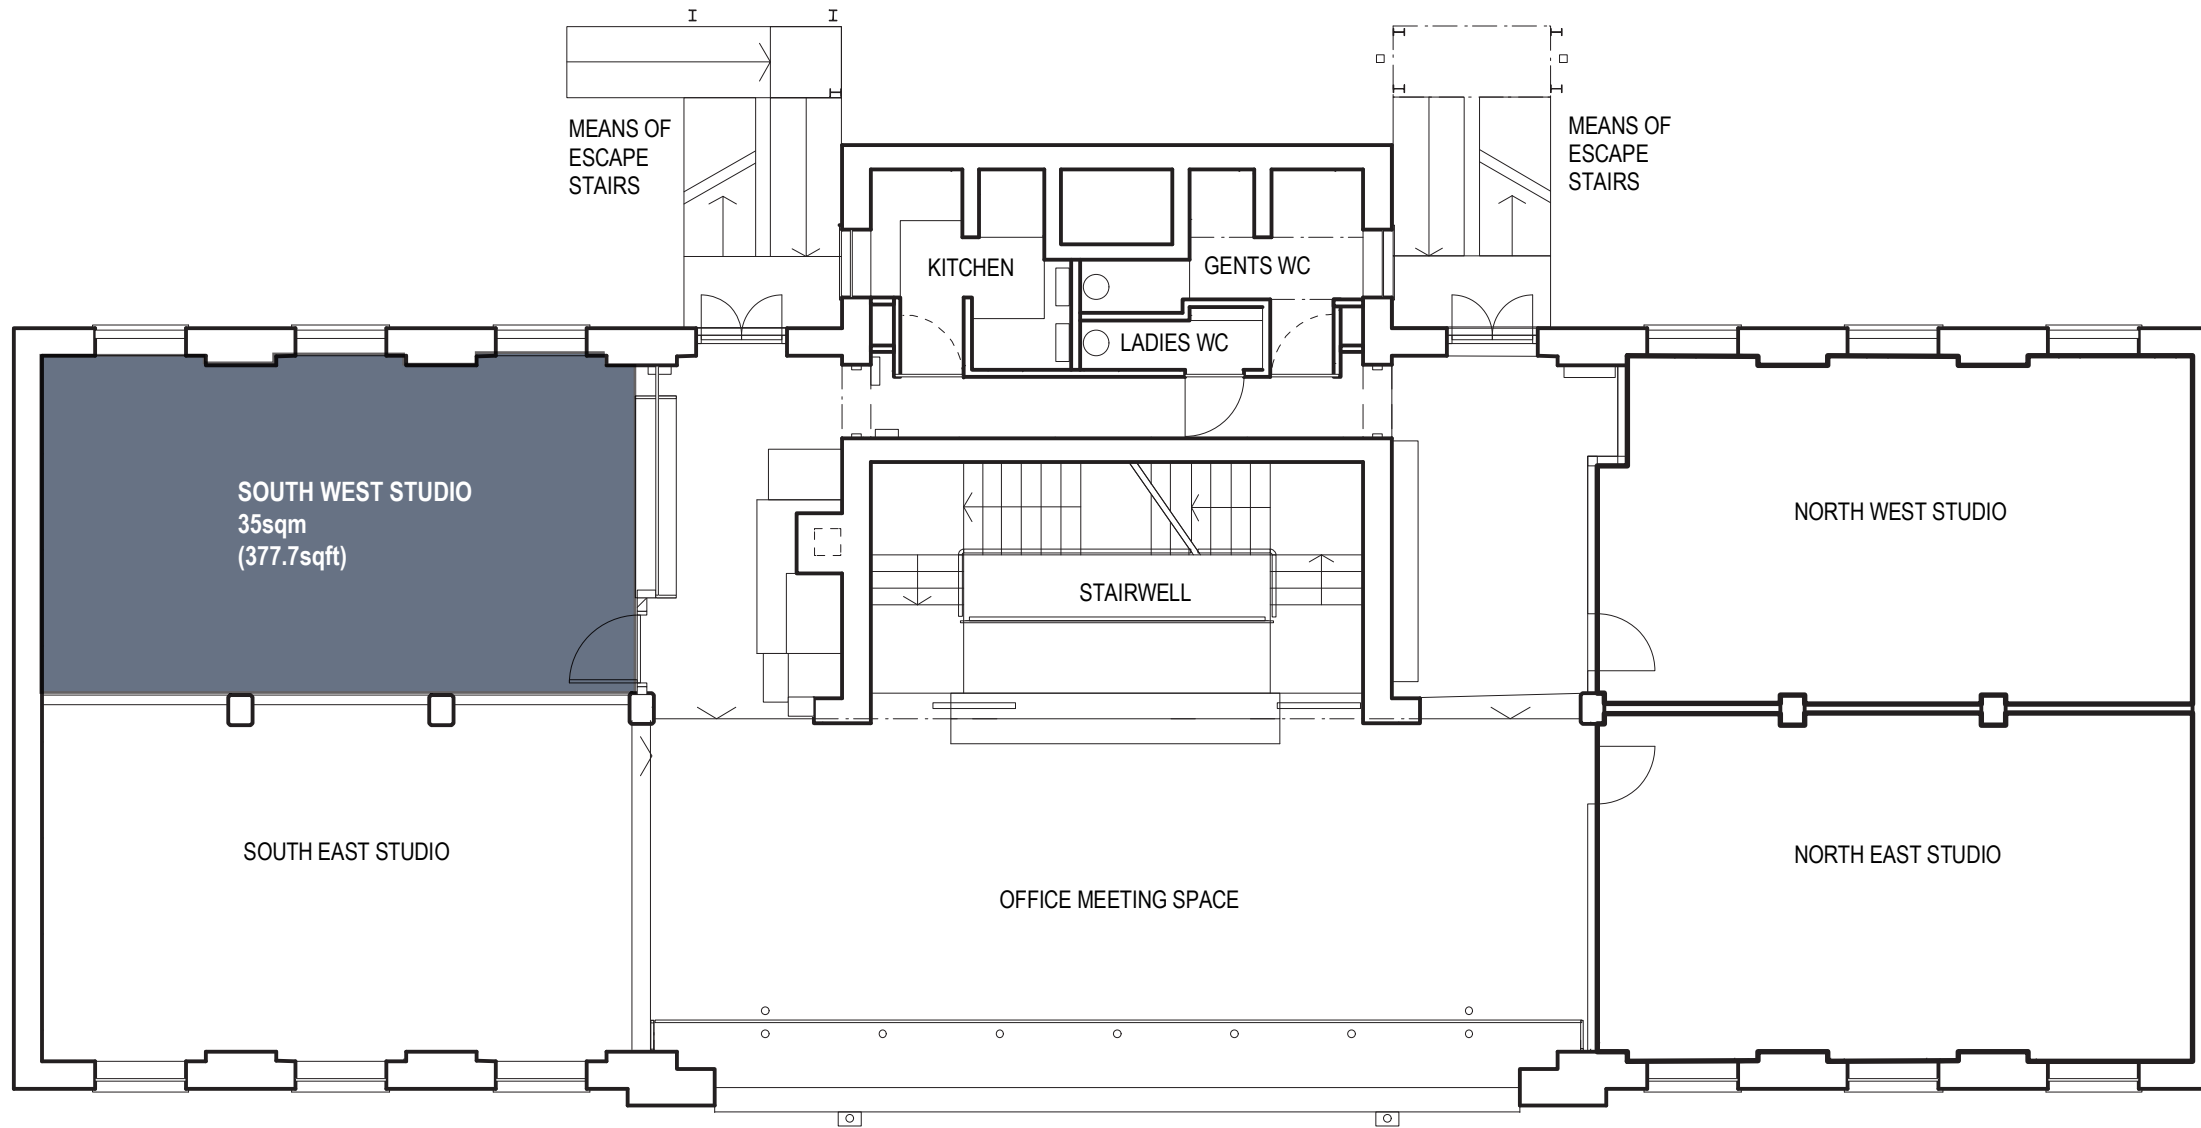 MEANS OF
ESCAPE
STAIRS
MEANS OF
ESCAPE
STAIRS
KITCHEN
GENTS WC
LADIES WC
SOUTH WEST STUDIO
35sqm
(377.7sqft)
NORTH WEST STUDIO
STAIRWELL
SOUTH EAST STUDIO
NORTH EAST STUDIO
OFFICE MEETING SPACE